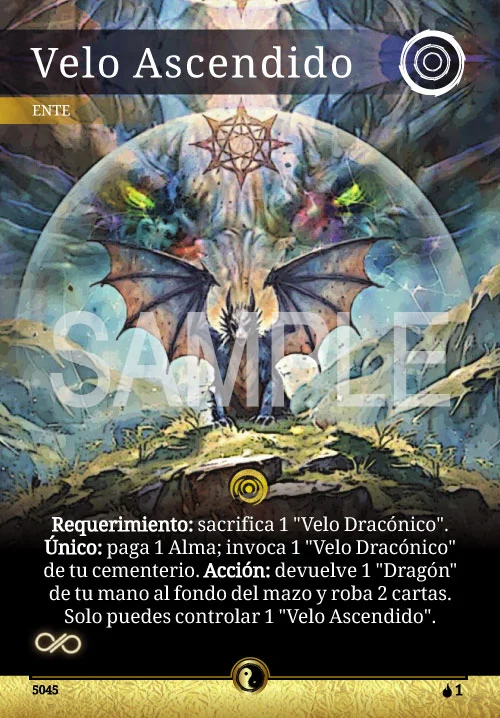 Velo Ascendido
ENTE
SAMPLE
Requerimiento: sacrifica 1 "Velo Dracónico".
Único: paga 1 Alma; invoca 1 "Velo Dracónico"
de tu cementerio. Acción: devuelve 1 "Dragón"
de tu mano al fondo del mazo y roba 2 cartas.
Solo puedes controlar 1 "Velo Ascendido".
5045
1